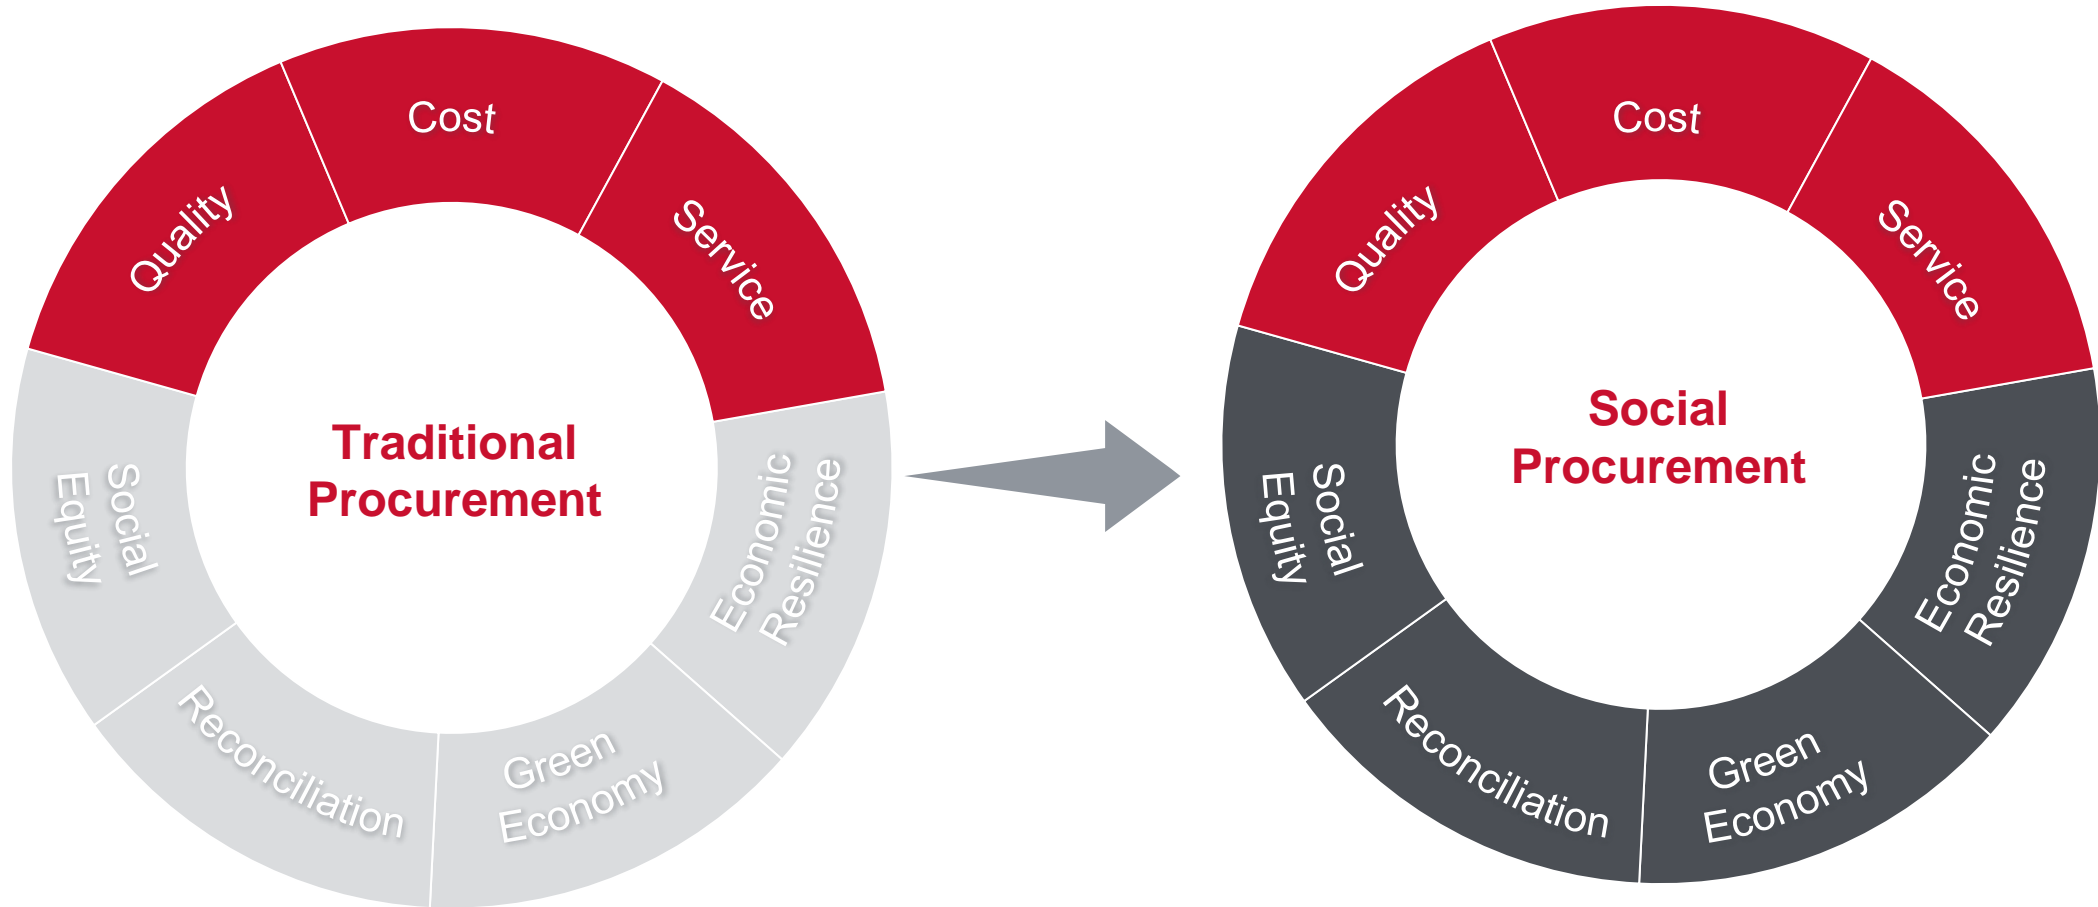 Cost
Quality
Service
Traditional
Procurement
Social
Equity
Economic
Resilience
Reconciliation
Green
Economy
Cost
Quality
Service
Social
Procurement
Social
Equity
Economic
Resilience
Reconciliation
Green
Economy